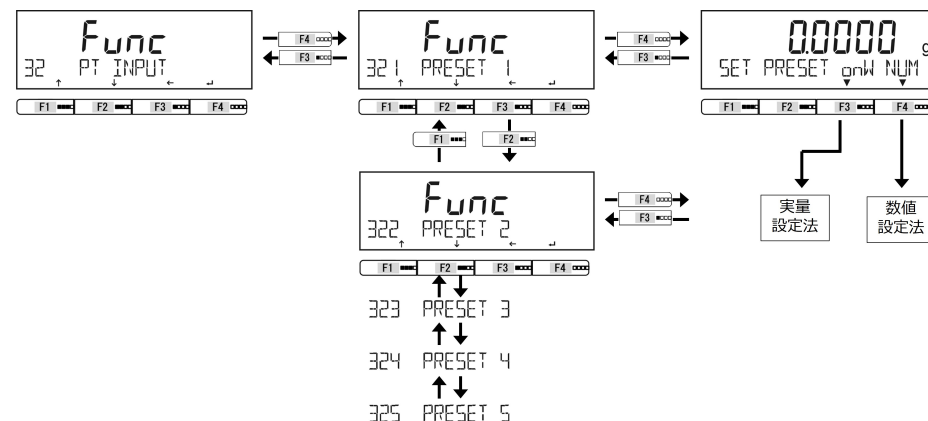 Func
32 PT INPUT
↑ ↓ ← ↵
F1 F2 F3 F4
F4
F3
Func
321 PRESET 1
↑ ↓ ← ↵
F1 F2 F3 F4
F4
F3
0.0000 g
SET PRESET onW NUM
F1 F2 F3 F4
F1
F2
Func
322 PRESET 2
↑ ↓ ← ↵
F1 F2 F3 F4
F4
F3
実量
設定法
数値
設定法
323 PRESET 3
324 PRESET 4
325 PRESET 5